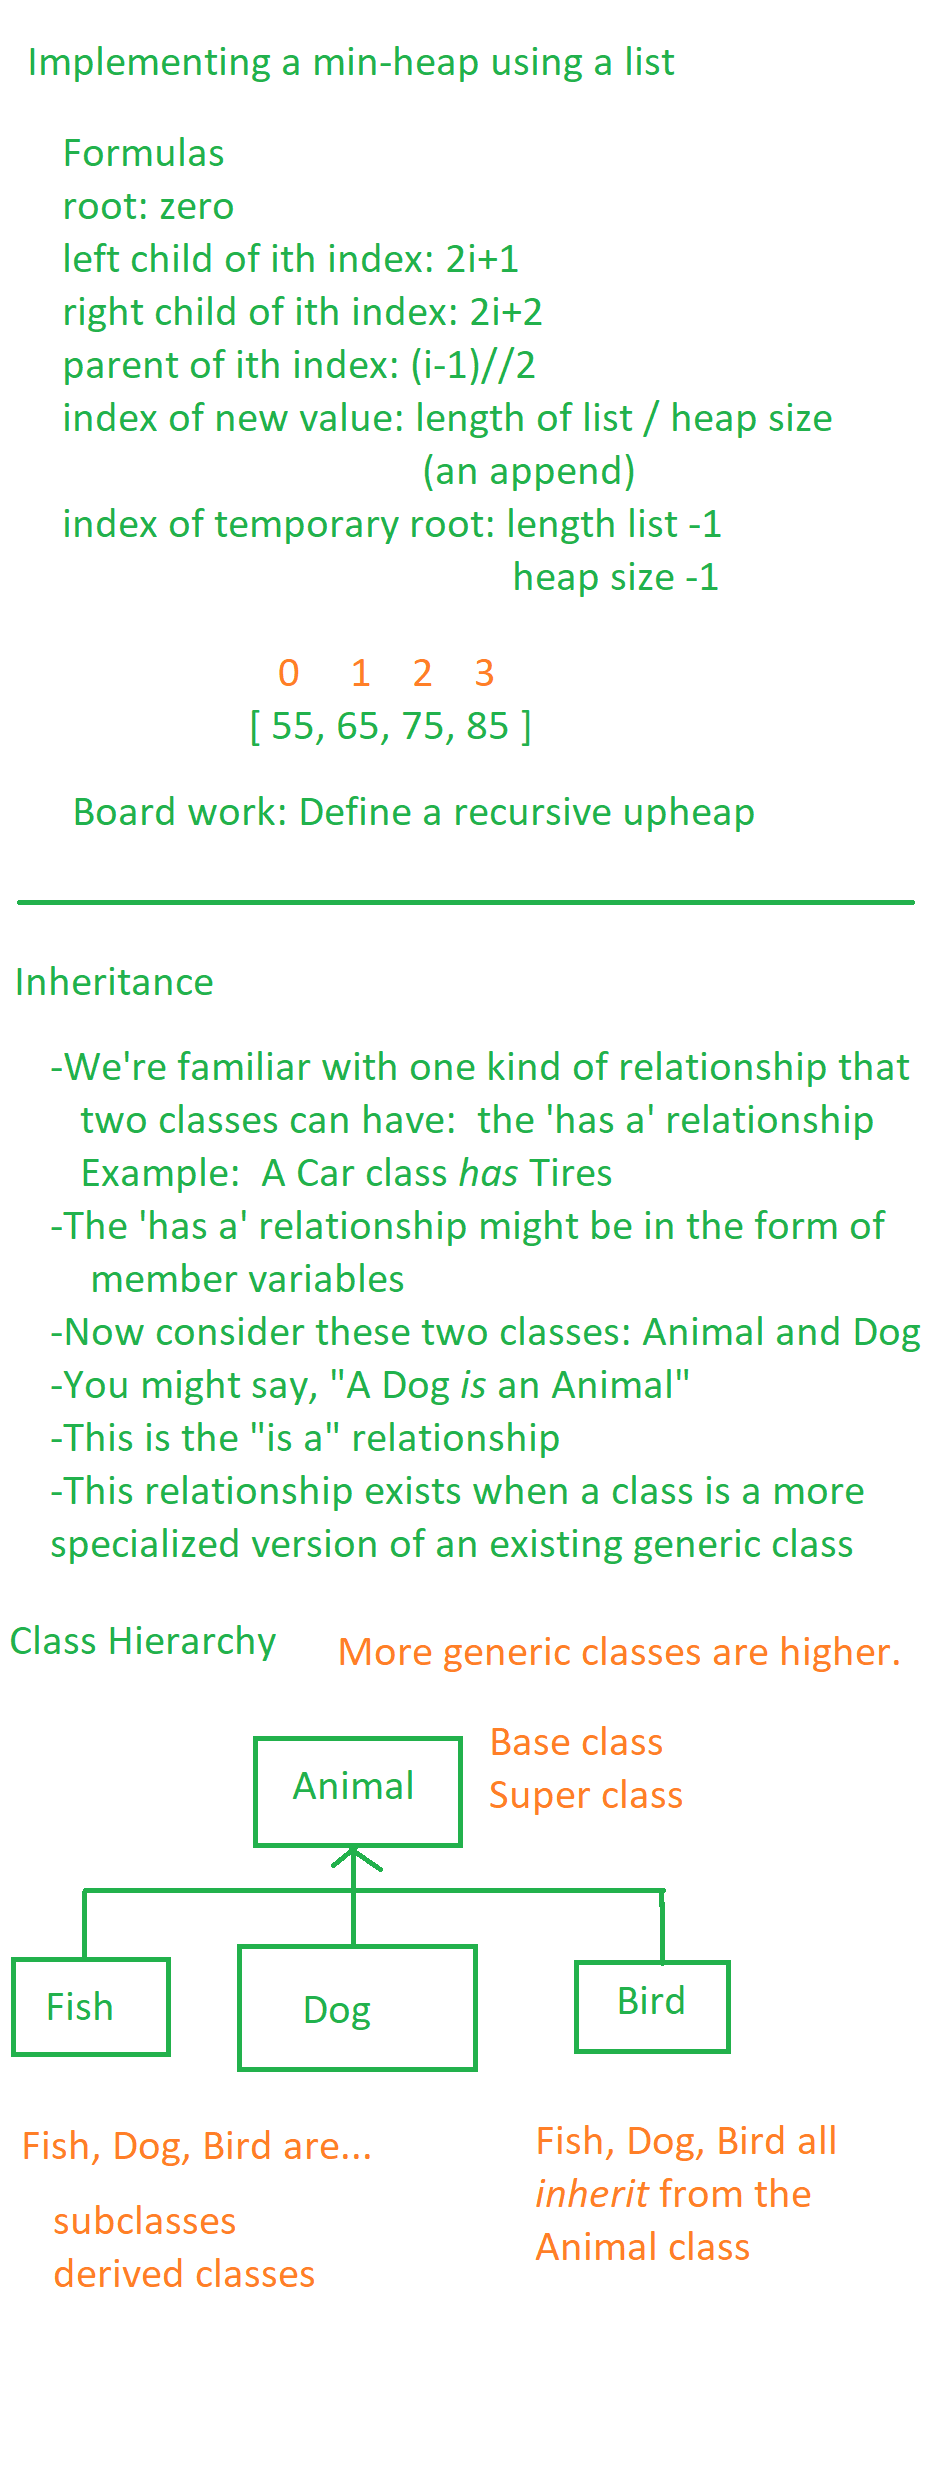 Implementing a min-heap using a list
Formulas
root: zero
left child of ith index: 2i+1
right child of ith index: 2i+2
parent of ith index: (i-1)//2
index of new value: length of list / heap size
(an append)
index of temporary root: length list -1
heap size -1
0 1 2 3
[ 55, 65, 75, 85 ]
Board work: Define a recursive upheap
Inheritance
-We're familiar with one kind of relationship that
two classes can have:  the 'has a' relationship
Example:  A Car class has Tires
-The 'has a' relationship might be in the form of
member variables
-Now consider these two classes: Animal and Dog
-You might say, "A Dog is an Animal"
-This is the "is a" relationship
-This relationship exists when a class is a more
specialized version of an existing generic class
Class Hierarchy
More generic classes are higher.
Animal
Base class
Super class
Fish
Dog
Bird
Fish, Dog, Bird are...
subclasses
derived classes
Fish, Dog, Bird all
inherit from the
Animal class